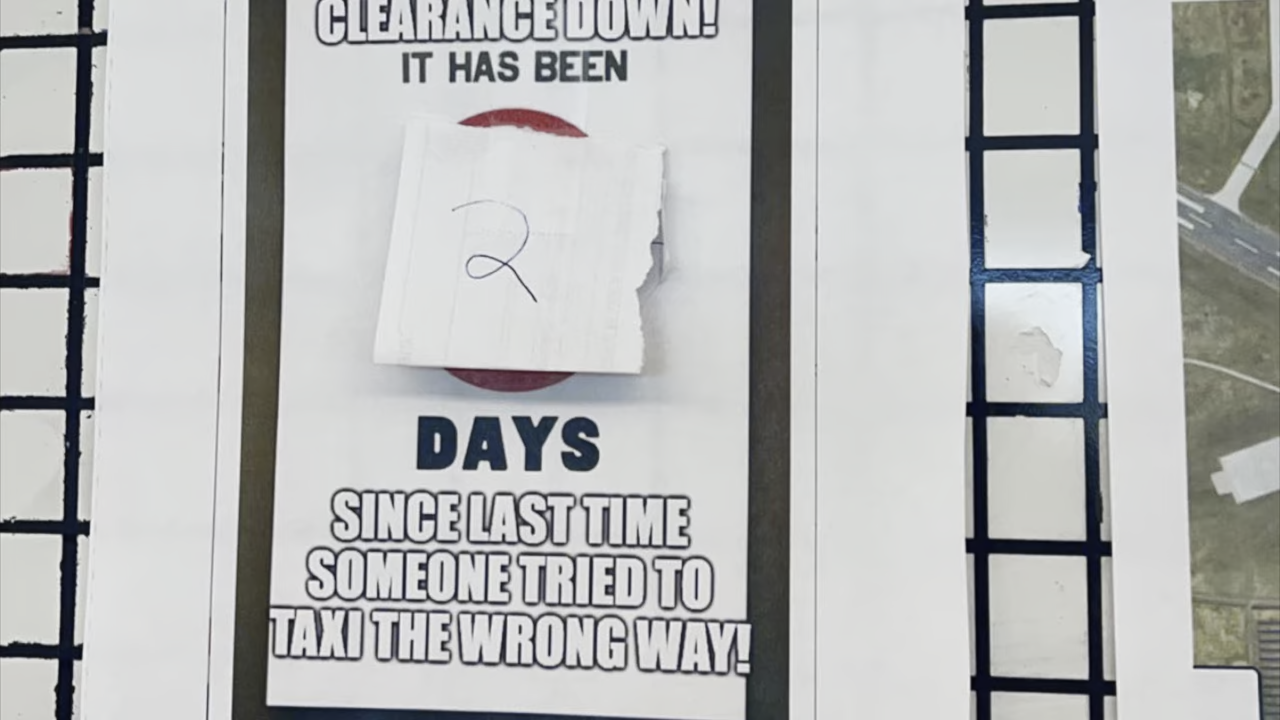 CLEARANCE DOWN!
IT HAS BEEN
2
DAYS
SINCE LAST TIME
SOMEONE TRIED TO
TAXI THE WRONG WAY!